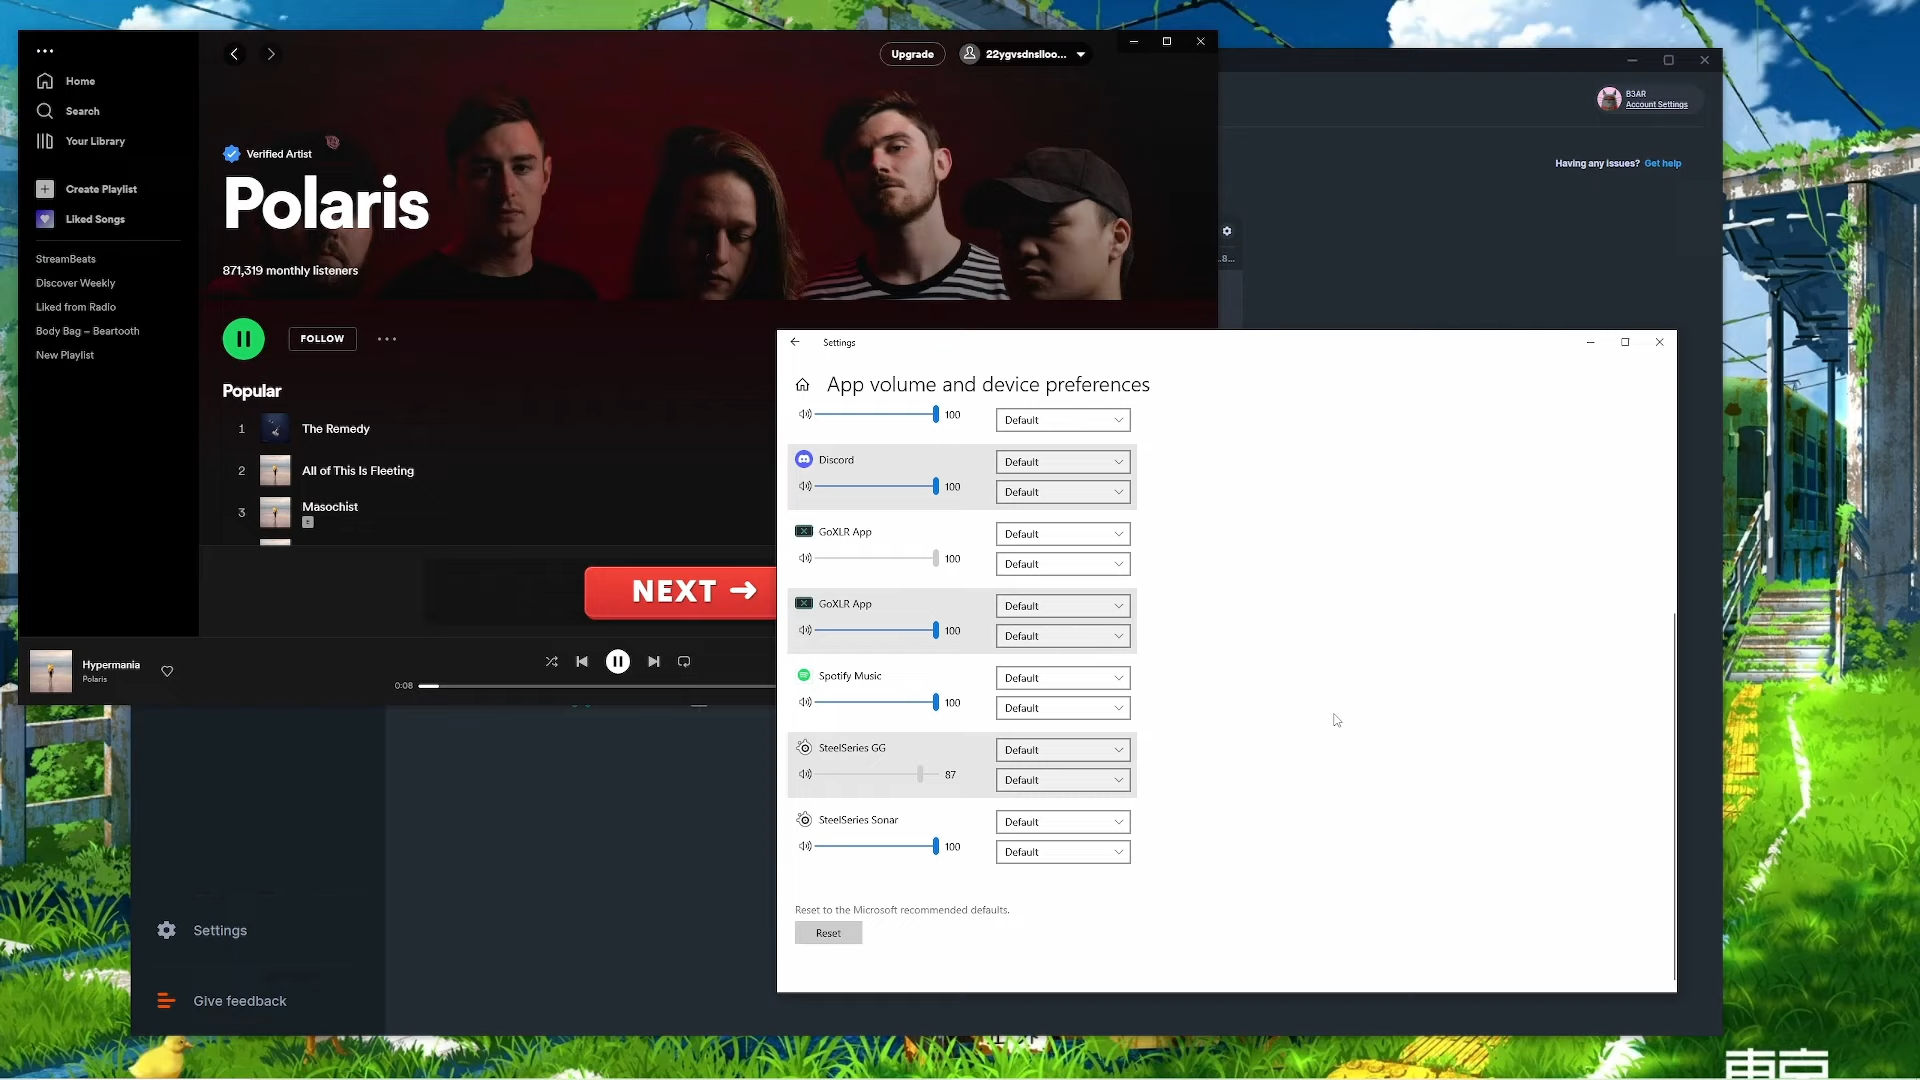 Home
Search
Your Library
Create Playlist
Liked Songs
StreamBeats
Discover Weekly
Liked from Radio
Body Bag – Beartooth
New Playlist
Upgrade
22ygvsdnslloo...
Verified Artist
Polaris
871,319 monthly listeners
FOLLOW
Popular
1
The Remedy
2
All of This Is Fleeting
3
Masochist
E
NEXT →
Hypermania
Polaris
0:08
B3AR
Account Settings
Having any issues? Get help
.8...
Settings
App volume and device preferences
100
Default
Discord
Default
100
Default
GoXLR App
Default
100
Default
GoXLR App
Default
100
Default
Spotify Music
Default
100
Default
SteelSeries GG
Default
87
Default
SteelSeries Sonar
Default
100
Default
Reset to the Microsoft recommended defaults.
Reset
Settings
Give feedback